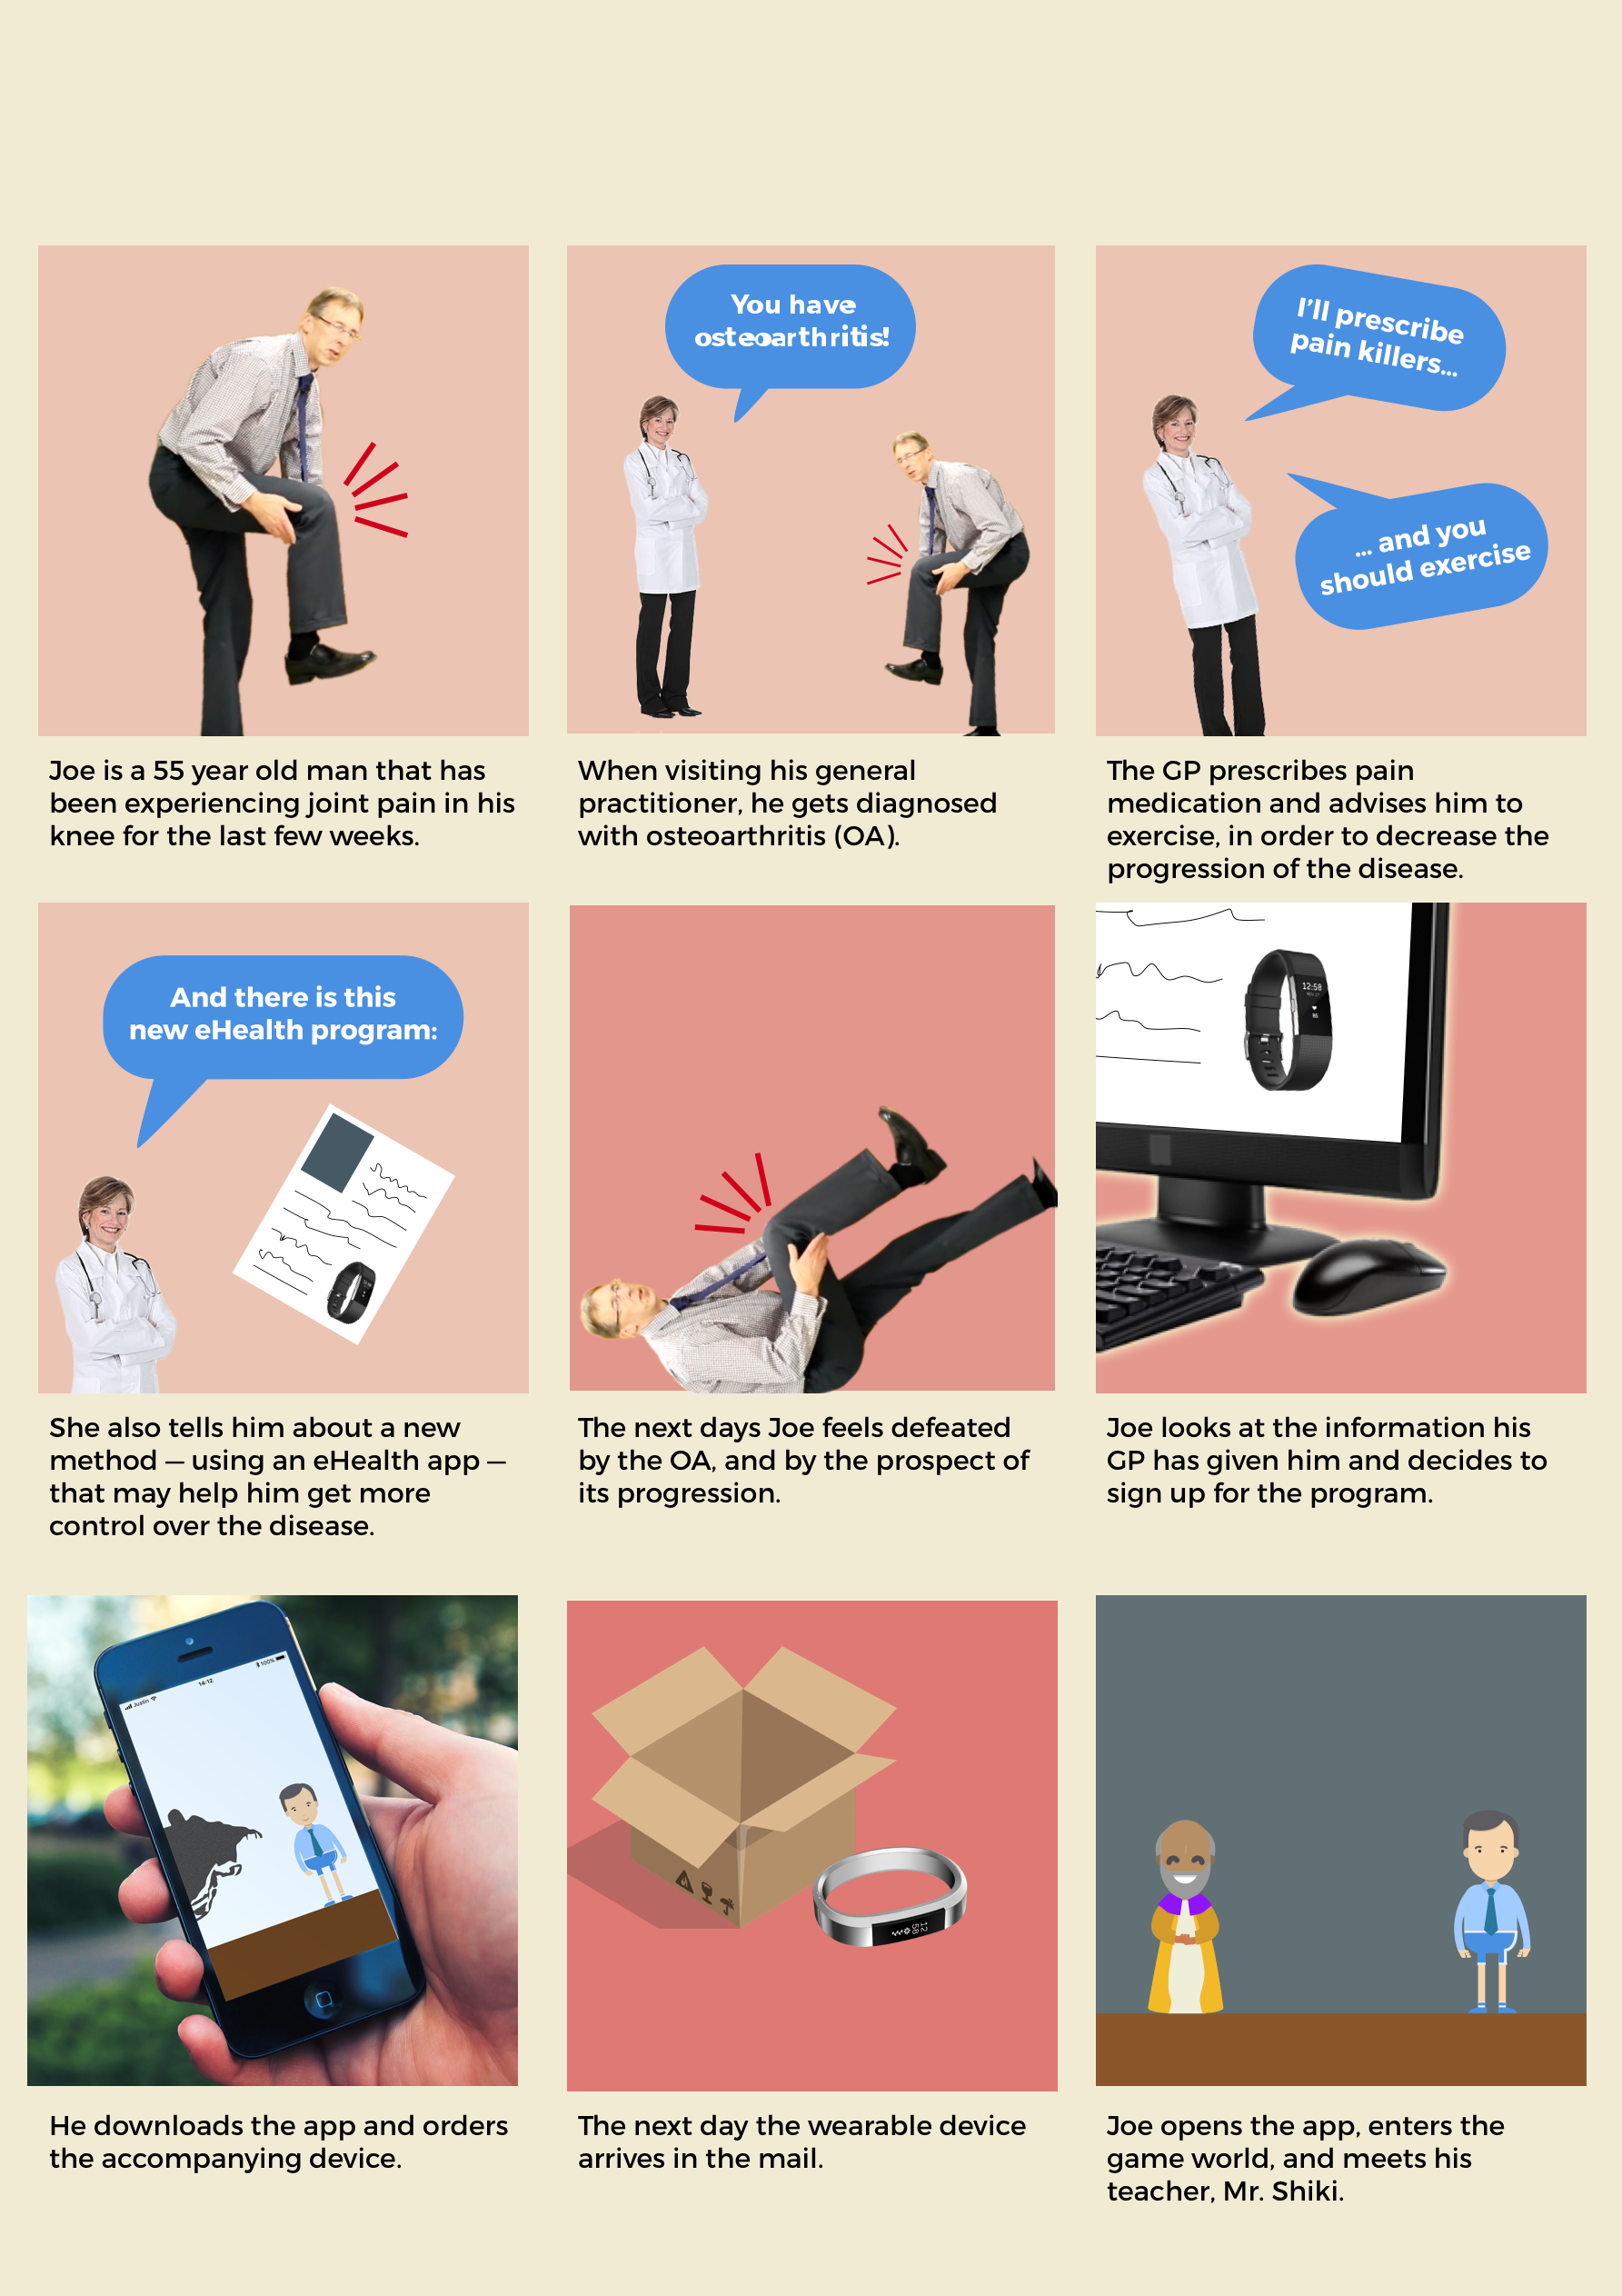 You have
osteoarthritis!
I'll prescribe
pain killers...
... and you
should exercise
Joe is a 55 year old man that has
been experiencing joint pain in his
knee for the last few weeks.
When visiting his general
practitioner, he gets diagnosed
with osteoarthritis (OA).
The GP prescribes pain
medication and advises him to
exercise, in order to decrease the
progression of the disease.
And there is this
new eHealth program:
12:58
She also tells him about a new
method — using an eHealth app —
that may help him get more
control over the disease.
The next days Joe feels defeated
by the OA, and by the prospect of
its progression.
Joe looks at the information his
GP has given him and decides to
sign up for the program.
Justin
14:12
100%
12
58
He downloads the app and orders
the accompanying device.
The next day the wearable device
arrives in the mail.
Joe opens the app, enters the
game world, and meets his
teacher, Mr. Shiki.